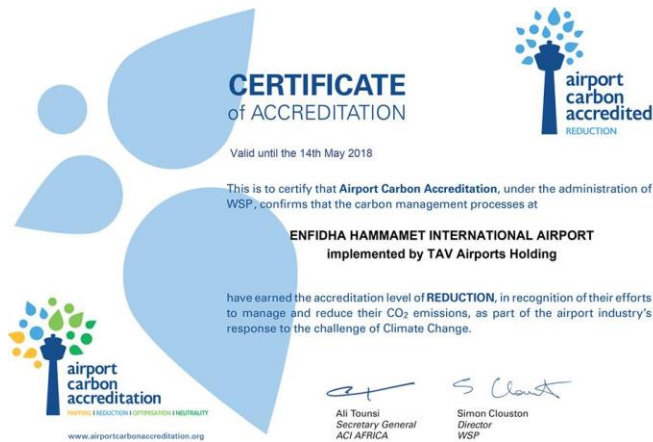 CERTIFICATE
of ACCREDITATION
airport
carbon
accredited
REDUCTION
Valid until the 14th May 2018
This is to certify that Airport Carbon Accreditation, under the administration of
WSP, confirms that the carbon management processes at
ENFIDHA HAMMAMET INTERNATIONAL AIRPORT
implemented by TAV Airports Holding
have earned the accreditation level of REDUCTION, in recognition of their efforts
to manage and reduce their CO₂ emissions, as part of the airport industry's
response to the challenge of Climate Change.
airport
carbon
accreditation
MAPPING I REDUCTION I OPTIMISATION I NEUTRALITY
www.airportcarbonaccreditation.org
S Clouston
Ali Tounsi
Secretary General
ACI AFRICA
Simon Clouston
Director
WSP